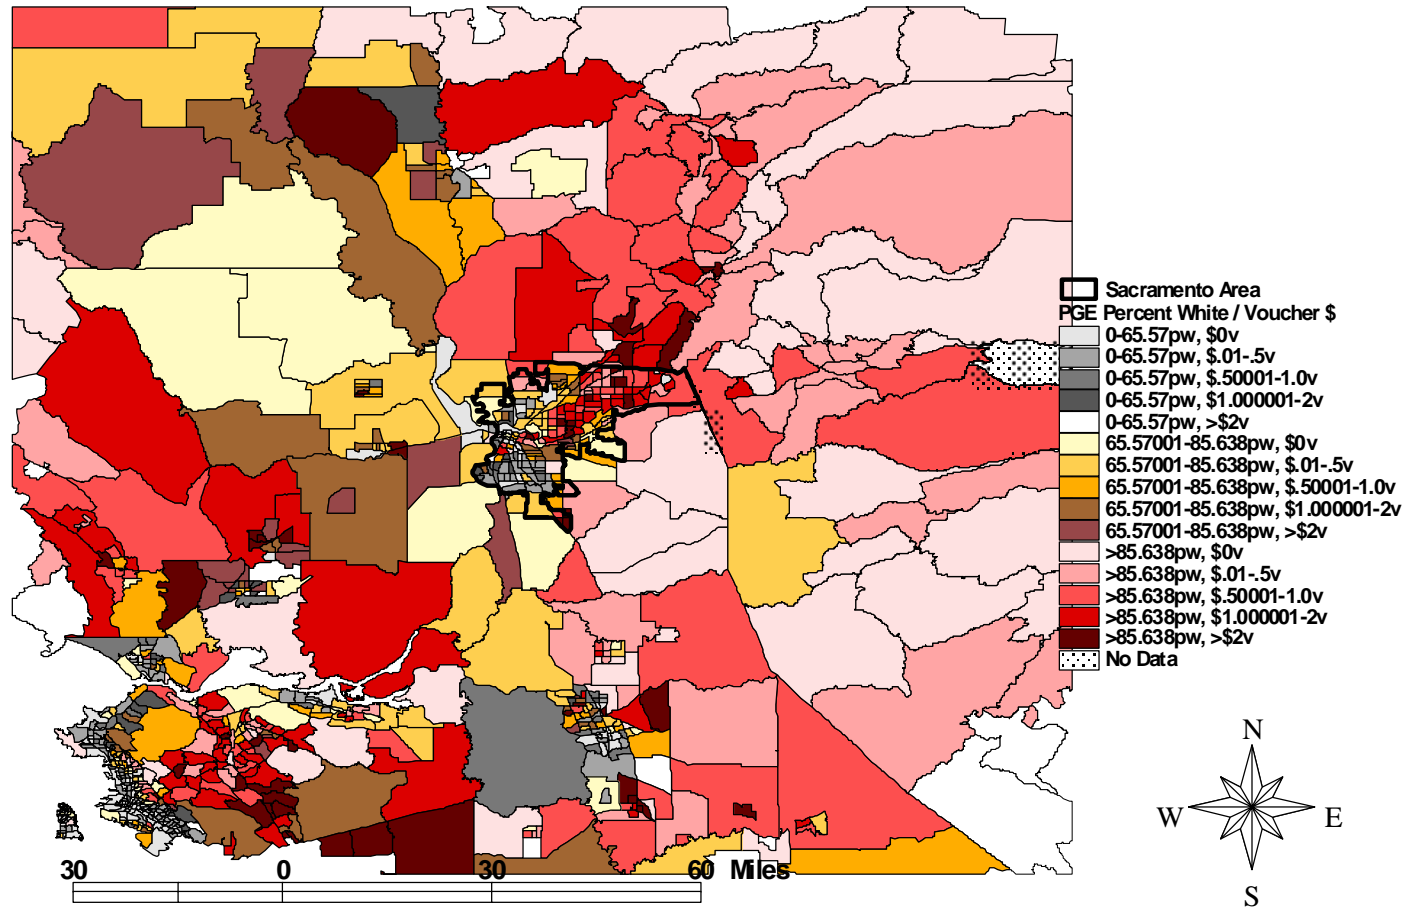 Sacramento Area
PGE Percent White / Voucher $
0-65.57pw, $0v
0-65.57pw, $.01-.5v
0-65.57pw, $.50001-1.0v
0-65.57pw, $1.000001-2v
0-65.57pw, >$2v
65.57001-85.638pw, $0v
65.57001-85.638pw, $.01-.5v
65.57001-85.638pw, $.50001-1.0v
65.57001-85.638pw, $1.000001-2v
65.57001-85.638pw, >$2v
>85.638pw, $0v
>85.638pw, $.01-.5v
>85.638pw, $.50001-1.0v
>85.638pw, $1.000001-2v
>85.638pw, >$2v
No Data
N
W E
S
30 0 30 60 Miles